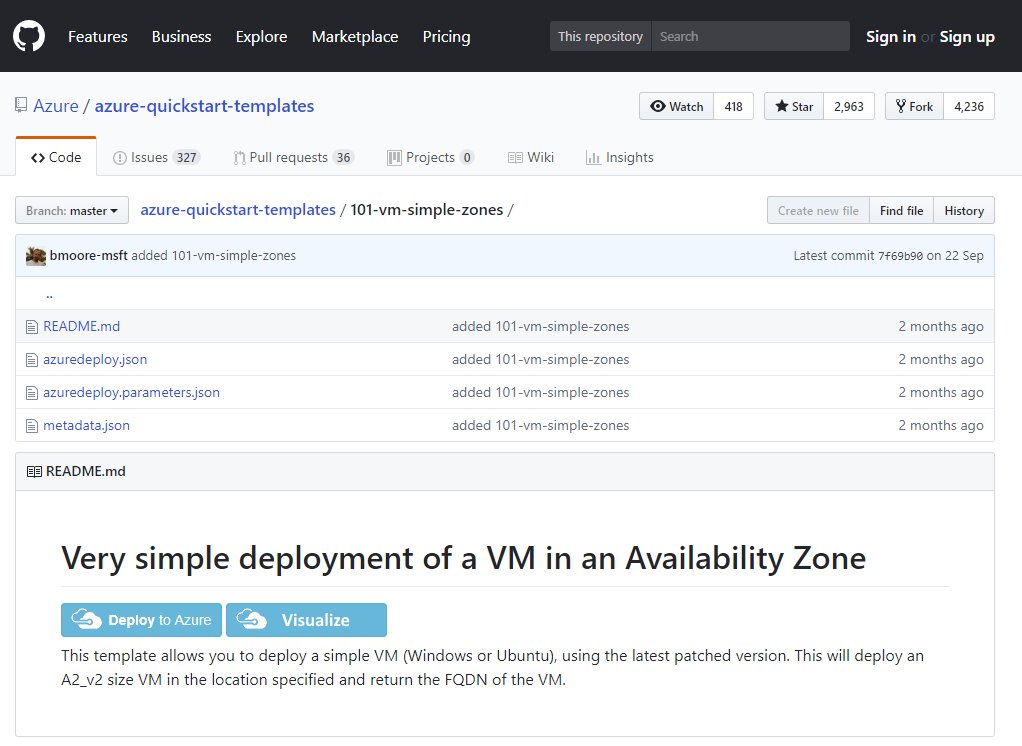 Features Business Explore Marketplace Pricing This repository Search Sign in or Sign up
Azure / azure-quickstart-templates Watch 418 Star 2,963 Fork 4,236
Code Issues 327 Pull requests 36 Projects 0 Wiki Insights
Branch: master azure-quickstart-templates / 101-vm-simple-zones / Create new file Find file History
bmoore-msft added 101-vm-simple-zones Latest commit 7f69b90 on 22 Sep
..
README.md added 101-vm-simple-zones 2 months ago
azuredeploy.json added 101-vm-simple-zones 2 months ago
azuredeploy.parameters.json added 101-vm-simple-zones 2 months ago
metadata.json added 101-vm-simple-zones 2 months ago
README.md
Very simple deployment of a VM in an Availability Zone
Deploy to Azure Visualize
This template allows you to deploy a simple VM (Windows or Ubuntu), using the latest patched version. This will deploy an
A2_v2 size VM in the location specified and return the FQDN of the VM.